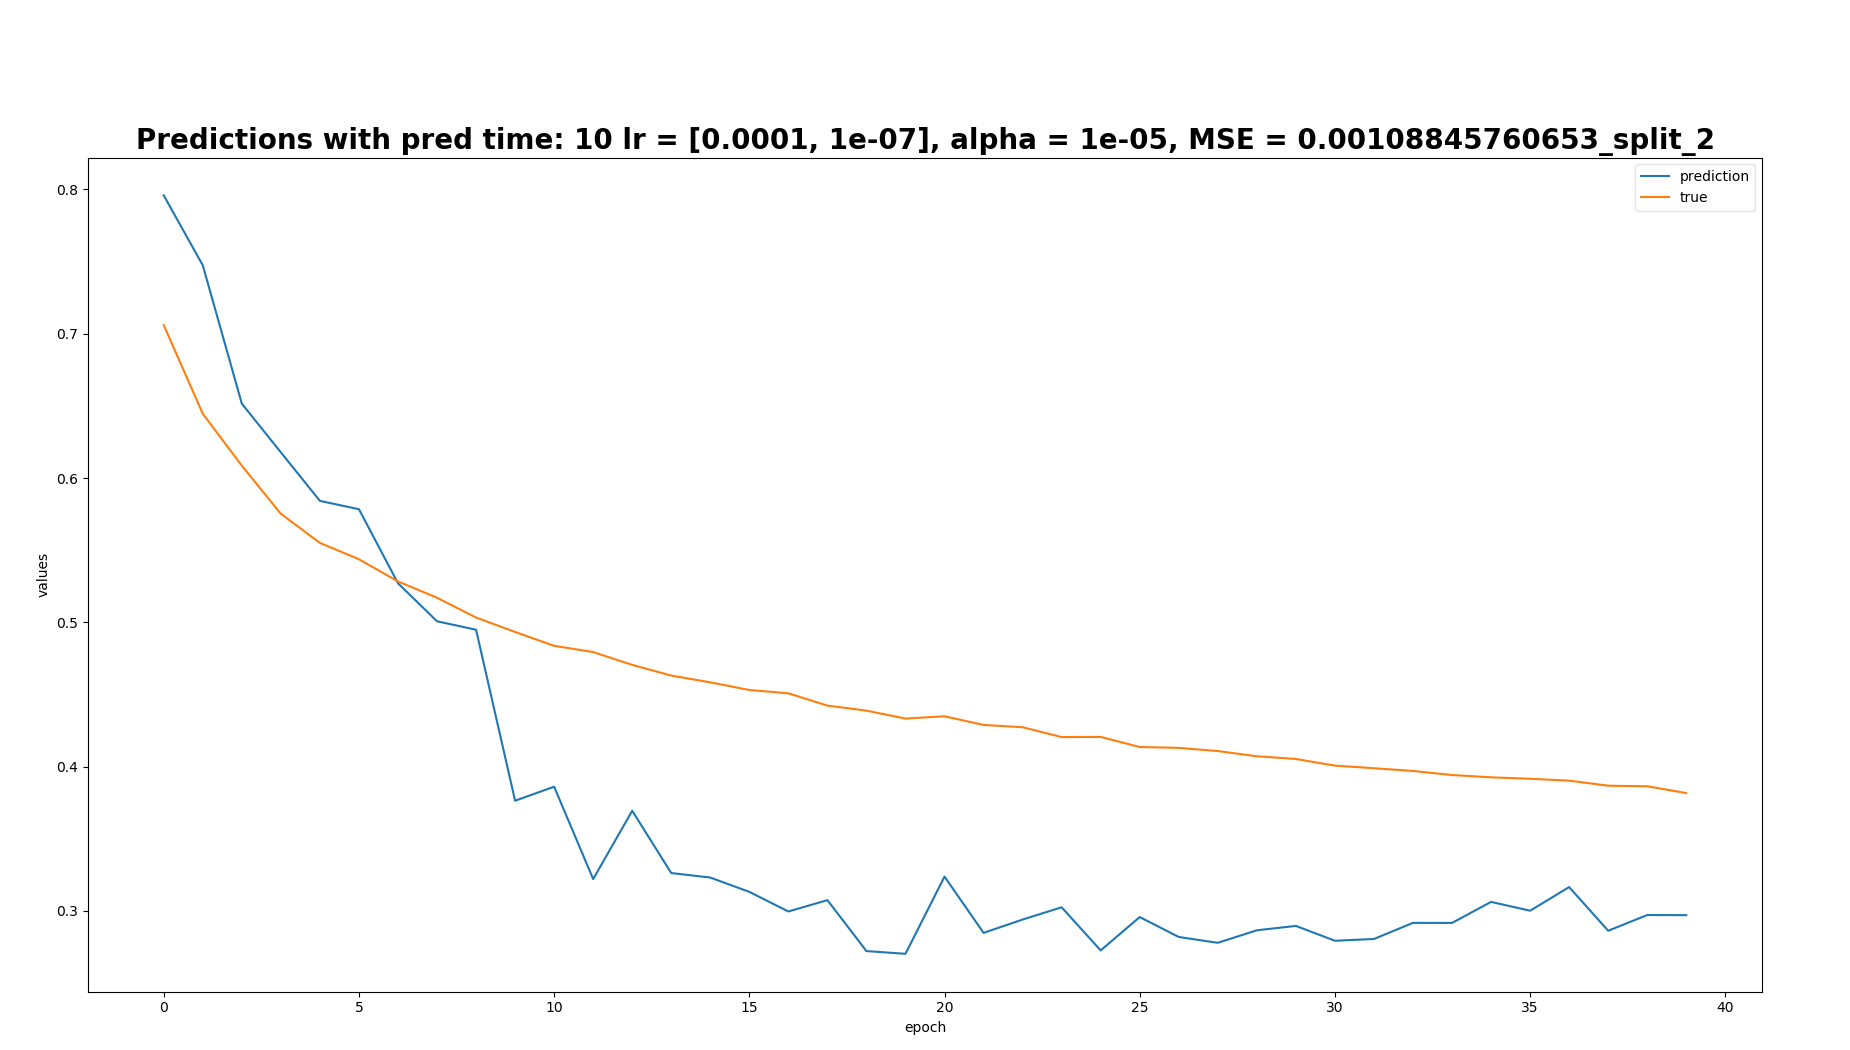 Predictions with pred time: 10 lr = [0.0001, 1e-07], alpha = 1e-05, MSE = 0.00108845760653_split_2
prediction
true
0.8
0.7
0.6
0.5
0.4
0.3
values
0 5 10 15 20 25 30 35 40
epoch